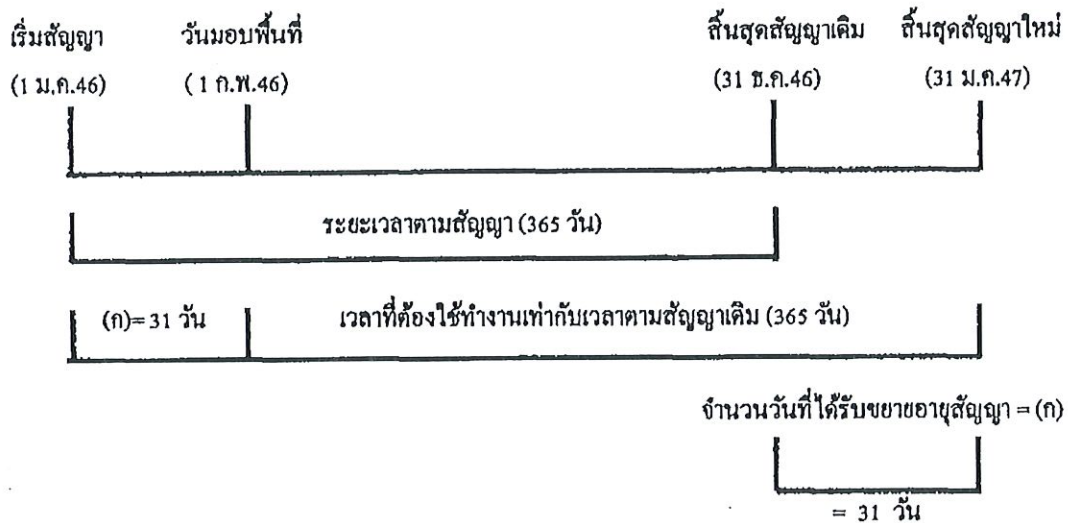 เริ่มสัญญา วันมอบพื้นที่ สิ้นสุดสัญญาเดิม สิ้นสุดสัญญาใหม่
(1 ม.ค.46) ( 1 ก.พ.46) (31 ธ.ค.46) (31 ม.ค.47)
ระยะเวลาตามสัญญา (365 วัน)
(ก)= 31 วัน เวลาที่ต้องใช้ทำงานเท่ากับเวลาตามสัญญาเดิม (365 วัน)
จำนวนวันที่ได้รับขยายอายุสัญญา = (ก)
= 31 วัน